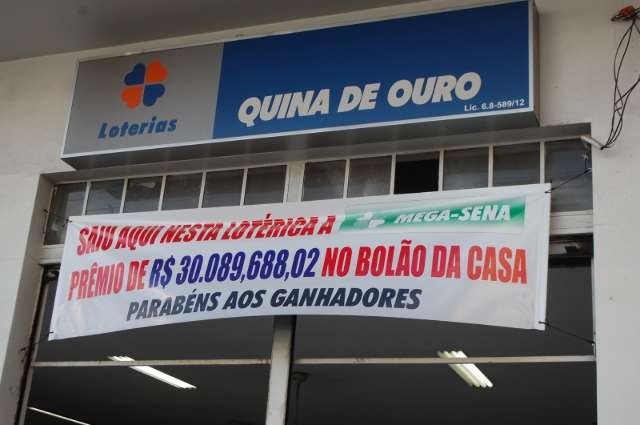 Loterias
QUINA DE OURO
Lic. 6.8-589/12
SAIU AQUI NESTA LOTÉRICA A MEGA-SENA
PRÊMIO DE R$ 30.089,688,02 NO BOLÃO DA CASA
PARABÉNS AOS GANHADORES